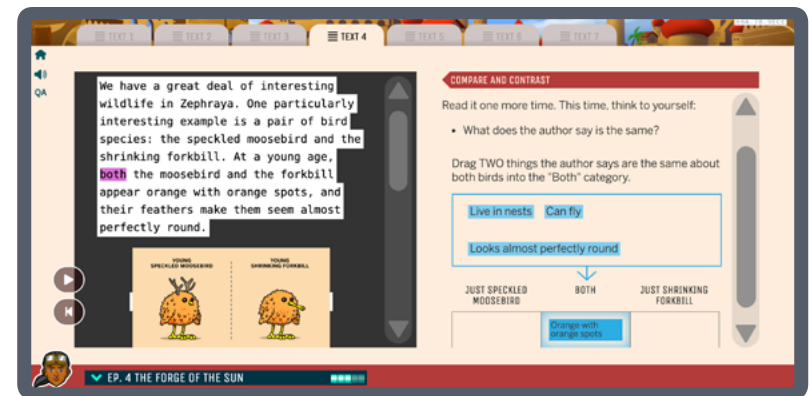 TEXT 1
TEXT 2
TEXT 3
TEXT 4
TEXT 5
TEXT 6
TEXT 7
QA
We have a great deal of interesting
wildlife in Zephraya. One particularly
interesting example is a pair of bird
species: the speckled moosebird and the
shrinking forkbill. At a young age,
both the moosebird and the forkbill
appear orange with orange spots, and
their feathers make them seem almost
perfectly round.
YOUNG
SPECKLED MOOSEBIRD
YOUNG
SHRINKING FORKBILL
COMPARE AND CONTRAST
Read it one more time. This time, think to yourself:
• What does the author say is the same?
Drag TWO things the author says are the same about
both birds into the "Both" category.
Live in nests
Can fly
Looks almost perfectly round
JUST SPECKLED
MOOSEBIRD
BOTH
JUST SHRINKING
FORKBILL
Orange with
orange spots
EP. 4 THE FORGE OF THE SUN